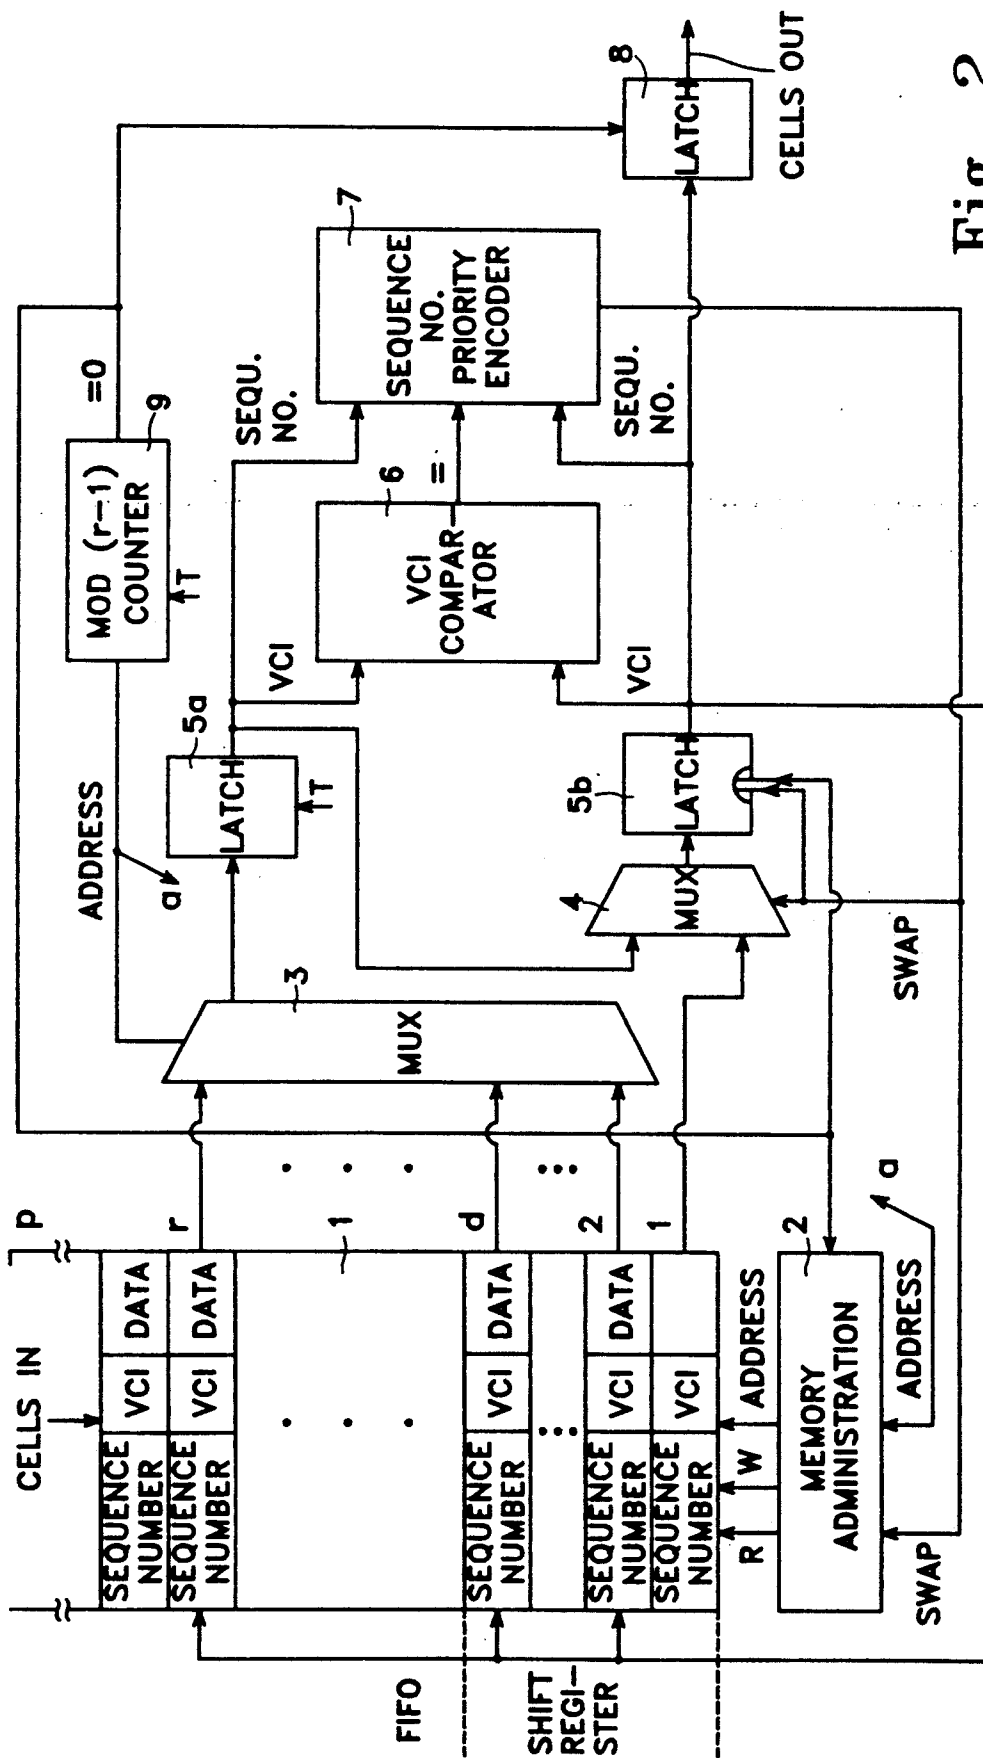 CELLS IN
P
SEQUENCE
NUMBER
VCI
DATA
SEQUENCE
NUMBER
VCI
DATA
r
1
SEQUENCE
NUMBER
VCI
DATA
d
SEQUENCE
NUMBER
VCI
DATA
2
SEQUENCE
NUMBER
VCI
1
FIFO
SHIFT
REGI-
STER
R
W
ADDRESS
MEMORY
ADMINISTRATION
2
SWAP
ADDRESS
a
MUX
3
ADDRESS
a
MOD (r-1)
COUNTER
9
T
=0
LATCH
5a
T
VCI
SEQU.
NO.
VCI
COMPAR
ATOR
6
=
SEQUENCE
NO.
PRIORITY
ENCODER
7
MUX
4
LATCH
5b
VCI
SEQU.
NO.
SWAP
LATCH
8
CELLS OUT
Fig. 2